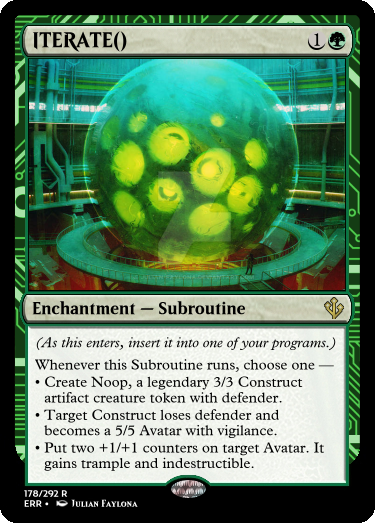 ITERATE() 1
Enchantment — Subroutine
(As this enters, insert it into one of your programs.)
Whenever this Subroutine runs, choose one —
• Create Noop, a legendary 3/3 Construct
artifact creature token with defender.
• Target Construct loses defender and
becomes a 5/5 Avatar with vigilance.
• Put two +1/+1 counters on target Avatar. It
gains trample and indestructible.
178/292 R
ERR • Julian Faylona